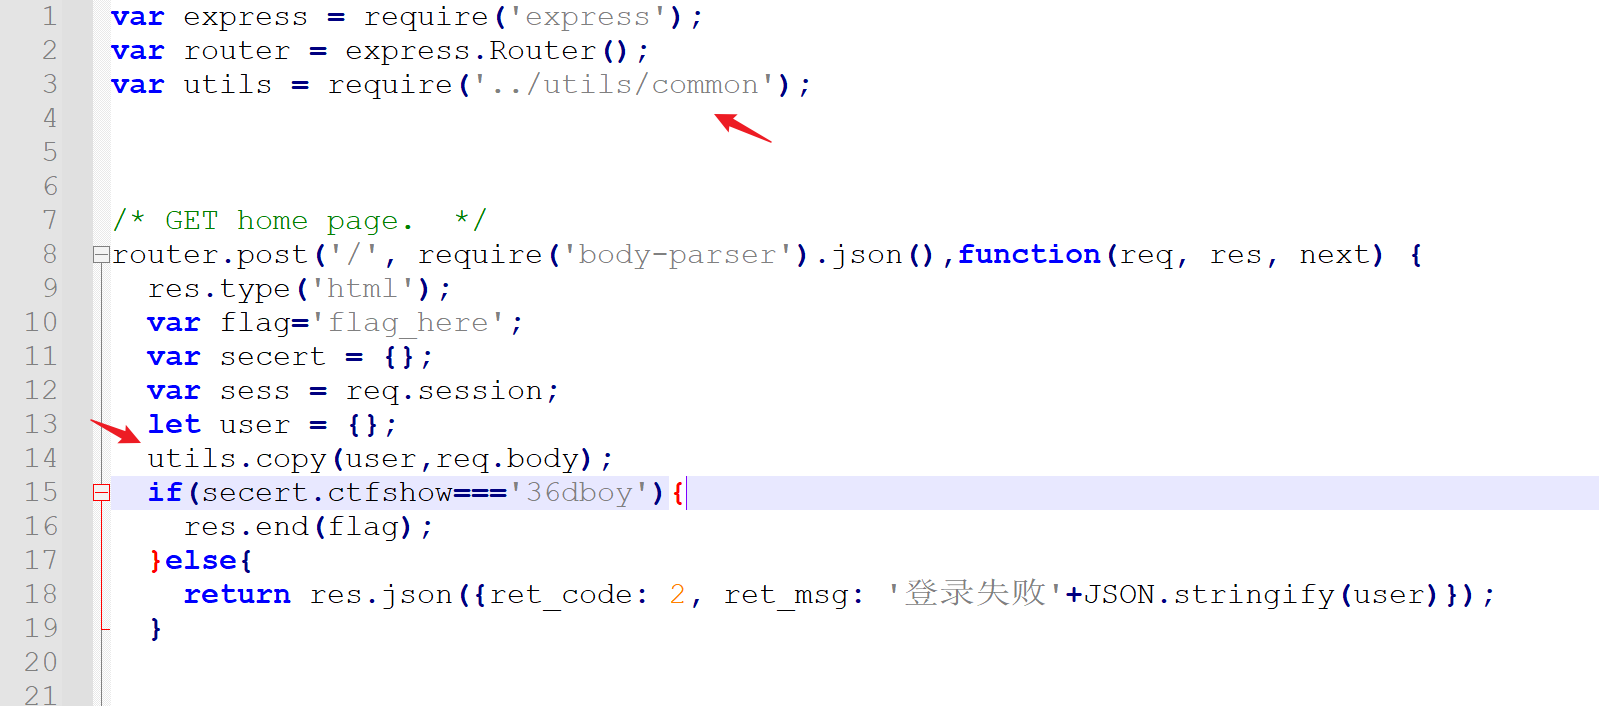 1 var express = require('express');
2 var router = express.Router();
3 var utils = require('../utils/common');
4
5
6
7 /* GET home page.  */
8 router.post('/', require('body-parser').json(),function(req, res, next) {
9   res.type('html');
10   var flag='flag_here';
11   var secert = {};
12   var sess = req.session;
13   let user = {};
14   utils.copy(user,req.body);
15   if(secert.ctfshow==='36dboy'){
16     res.end(flag);
17   }else{
18     return res.json({ret_code: 2, ret_msg: '登录失败'+JSON.stringify(user)});
19   }
20
21